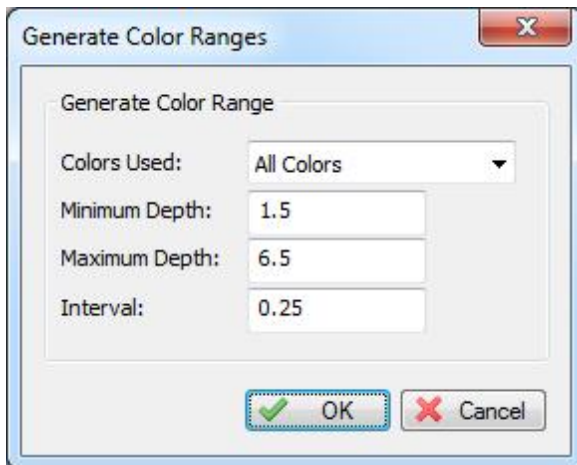 Generate Color Ranges
Generate Color Range
Colors Used: All Colors
Minimum Depth: 1.5
Maximum Depth: 6.5
Interval: 0.25
OK Cancel